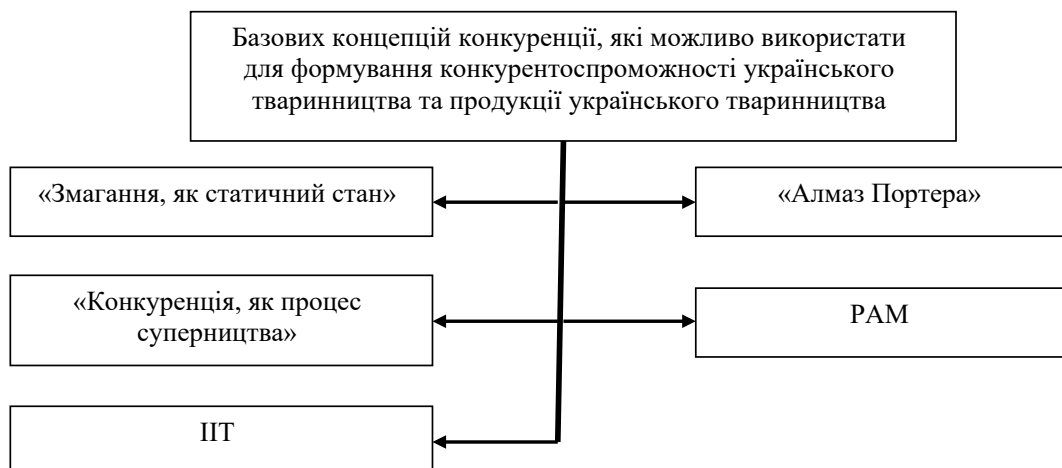 Базових концепцій конкуренції, які можливо використати
для формування конкурентоспроможності українського
тваринництва та продукції українського тваринництва
«Змагання, як статичний стан»
«Алмаз Портера»
«Конкуренція, як процес
суперництва»
РАМ
ІІТ